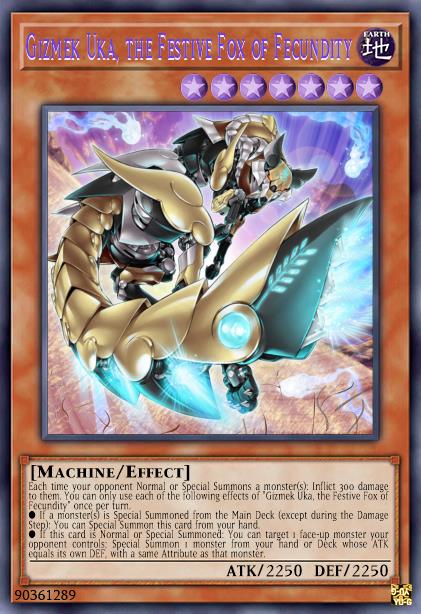 Gizmek Uka, the Festive Fox of Fecundity
EARTH
地
[Machine/Effect]
Each time your opponent Normal or Special Summons a monster(s): Inflict 300 damage
to them. You can only use each of the following effects of "Gizmek Uka, the Festive Fox of
Fecundity" once per turn.
● If a monster(s) is Special Summoned from the Main Deck (except during the Damage
Step): You can Special Summon this card from your hand.
● If this card is Normal or Special Summoned: You can target 1 face-up monster your
opponent controls; Special Summon 1 monster from your hand or Deck whose ATK
equals its own DEF, with a same Attribute as that monster.
ATK/2250 DEF/2250
90361289